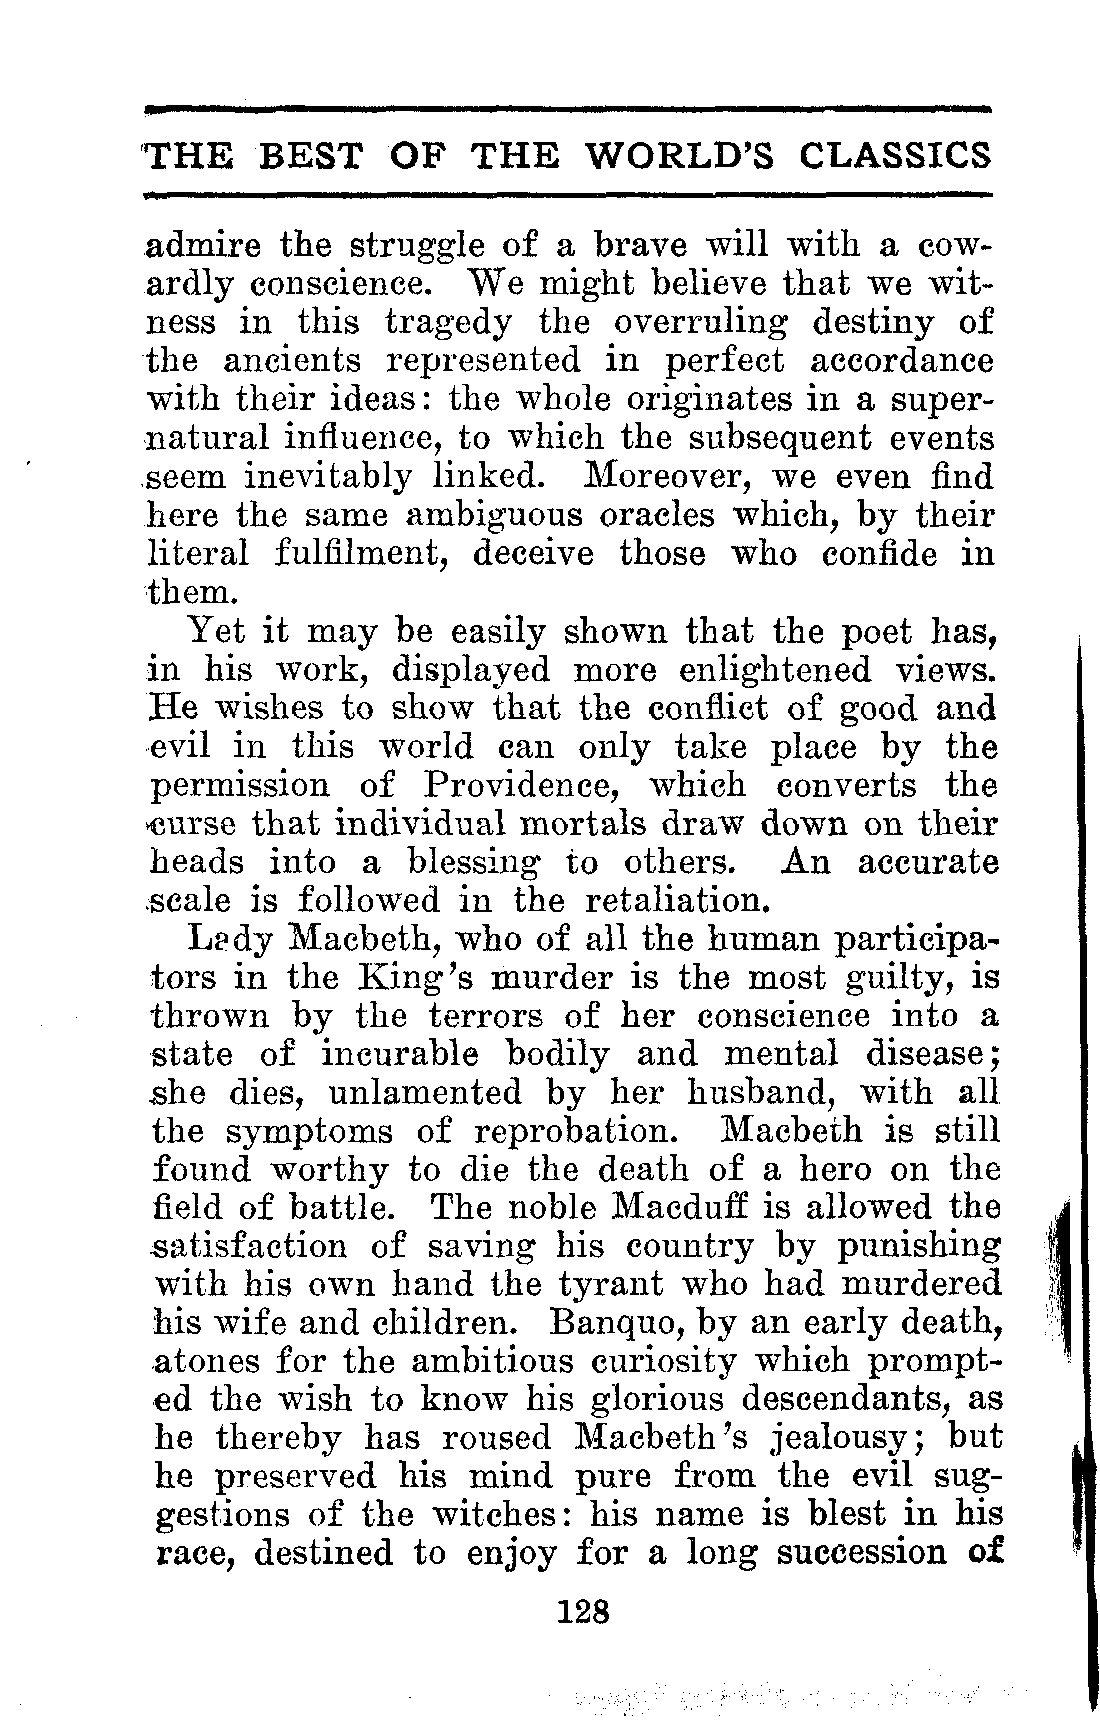 THE BEST OF THE WORLD'S CLASSICS
admire the struggle of a brave will with a cow-
ardly conscience. We might believe that we wit-
ness in this tragedy the overruling destiny of
the ancients represented in perfect accordance
with their ideas: the whole originates in a super-
natural influence, to which the subsequent events
seem inevitably linked. Moreover, we even find
here the same ambiguous oracles which, by their
literal fulfilment, deceive those who confide in
them.
Yet it may be easily shown that the poet has,
in his work, displayed more enlightened views.
He wishes to show that the conflict of good and
evil in this world can only take place by the
permission of Providence, which converts the
curse that individual mortals draw down on their
heads into a blessing to others. An accurate
scale is followed in the retaliation.
Lady Macbeth, who of all the human participa-
tors in the King's murder is the most guilty, is
thrown by the terrors of her conscience into a
state of incurable bodily and mental disease;
she dies, unlamented by her husband, with all
the symptoms of reprobation. Macbeth is still
found worthy to die the death of a hero on the
field of battle. The noble Macduff is allowed the
satisfaction of saving his country by punishing
with his own hand the tyrant who had murdered
his wife and children. Banquo, by an early death,
atones for the ambitious curiosity which prompt-
ed the wish to know his glorious descendants, as
he thereby has roused Macbeth's jealousy; but
he preserved his mind pure from the evil sug-
gestions of the witches: his name is blest in his
race, destined to enjoy for a long succession of
128